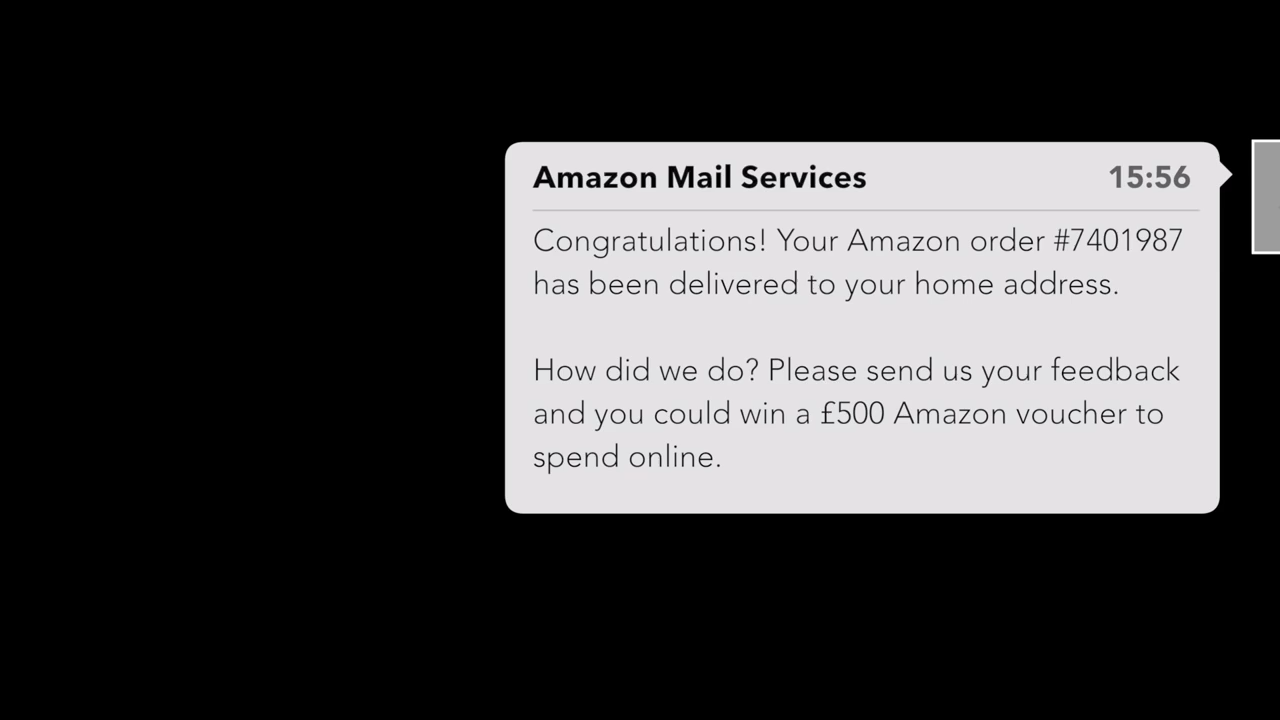 Amazon Mail Services 15:56
Congratulations! Your Amazon order #7401987
has been delivered to your home address.
How did we do? Please send us your feedback
and you could win a £500 Amazon voucher to
spend online.